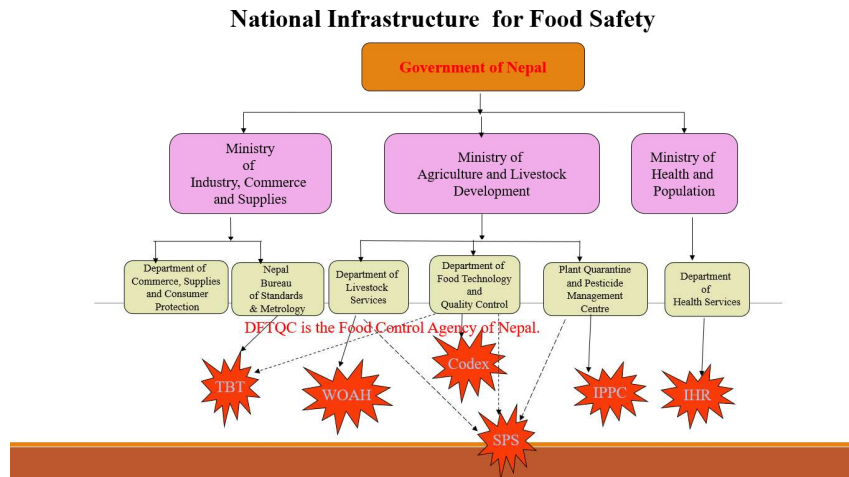 National Infrastructure for Food Safety
Government of Nepal
Ministry
of
Industry, Commerce
and Supplies
Ministry of
Agriculture and Livestock
Development
Ministry of
Health and
Population
Department of
Commerce, Supplies
and Consumer
Protection
Nepal
Bureau
of Standards
& Metrology
Department of
Livestock
Services
Department of
Food Technology
and
Quality Control
Plant Quarantine
and Pesticide
Management
Centre
Department
of
Health Services
DFTQC is the Food Control Agency of Nepal.
TBT
WOAH
Codex
SPS
IPPC
IHR